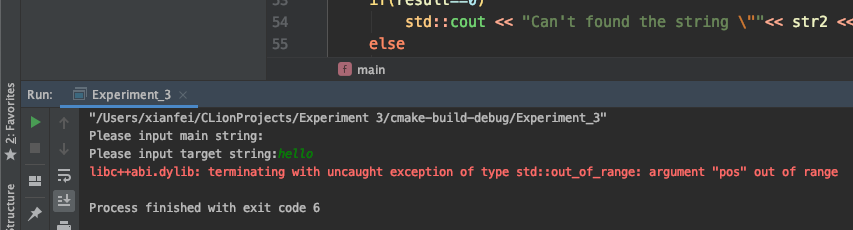 53 if(result==0)
54 std::cout << "Can't found the string \""<< str2 <<
55 else
f main
Run: Experiment_3 ×
"/Users/xianfei/CLionProjects/Experiment 3/cmake-build-debug/Experiment_3"
Please input main string:
Please input target string:hello
libc++abi.dylib: terminating with uncaught exception of type std::out_of_range: argument "pos" out of range
Process finished with exit code 6
2: Favorites
Structure